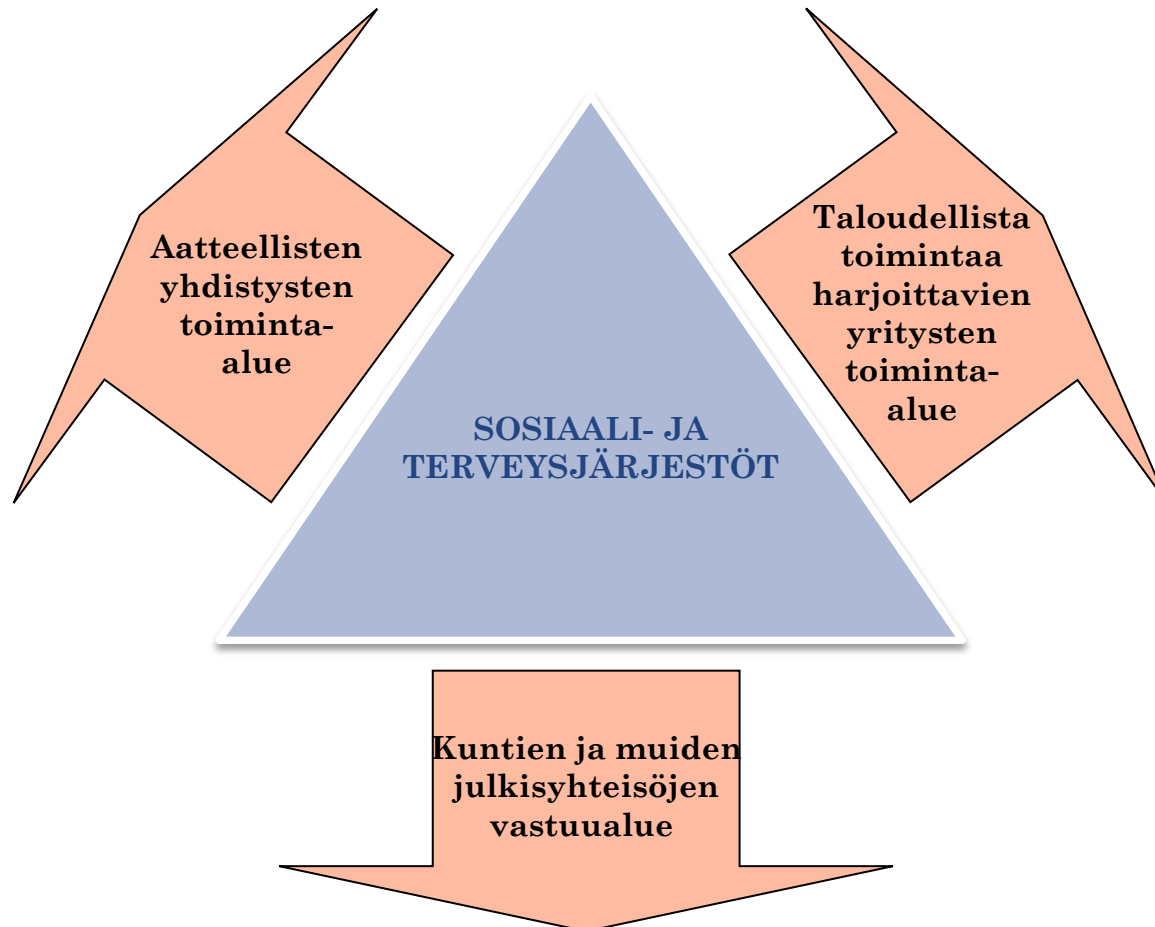 Aatteellisten
yhdistysten
toiminta-
alue
Taloudellista
toimintaa
harjoittavien
yritysten
toiminta-
alue
SOSIAALI- JA
TERVEYSJÄRJESTÖT
Kuntien ja muiden
julkisyhteisöjen
vastuualue